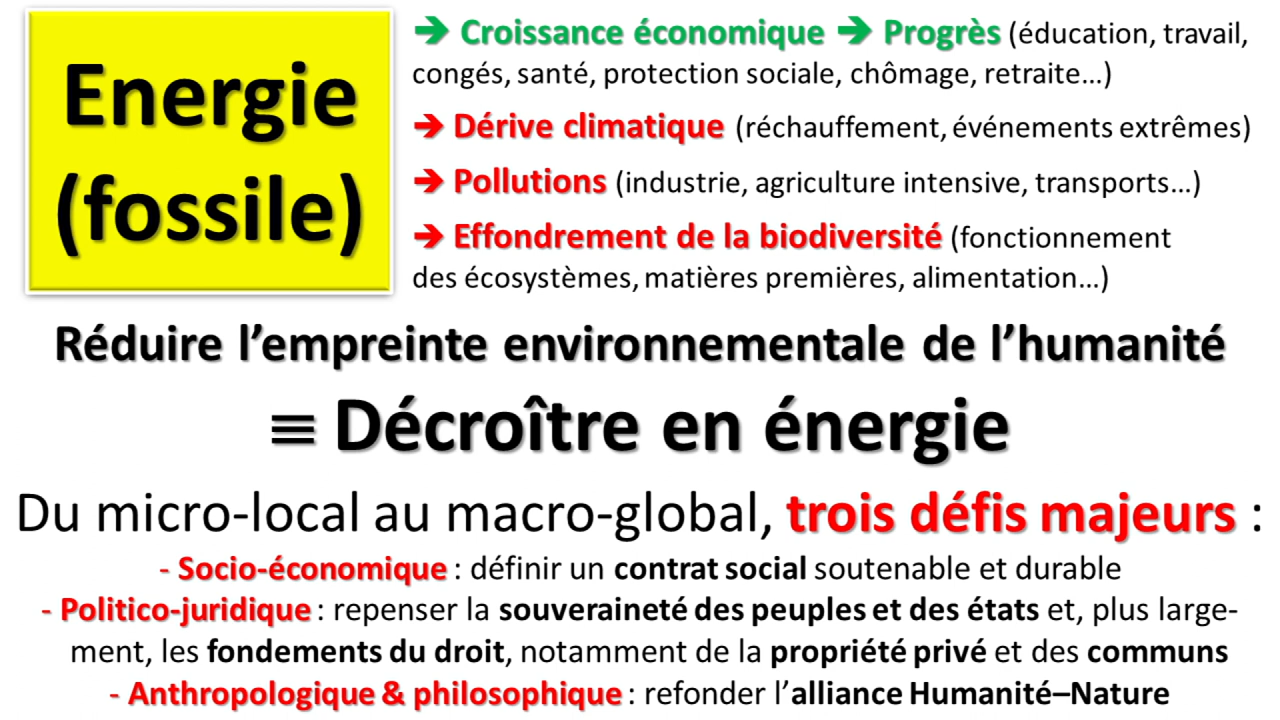 Energie
(fossile)
➔ Croissance économique ➔ Progrès (éducation, travail,
congés, santé, protection sociale, chômage, retraite…)
➔ Dérive climatique (réchauffement, événements extrêmes)
➔ Pollutions (industrie, agriculture intensive, transports…)
➔ Effondrement de la biodiversité (fonctionnement
des écosystèmes, matières premières, alimentation…)
Réduire l’empreinte environnementale de l’humanité
≡ Décroître en énergie
Du micro-local au macro-global, trois défis majeurs :
- Socio-économique : définir un contrat social soutenable et durable
- Politico-juridique : repenser la souveraineté des peuples et des états et, plus large-
ment, les fondements du droit, notamment de la propriété privé et des communs
- Anthropologique & philosophique : refonder l’alliance Humanité–Nature